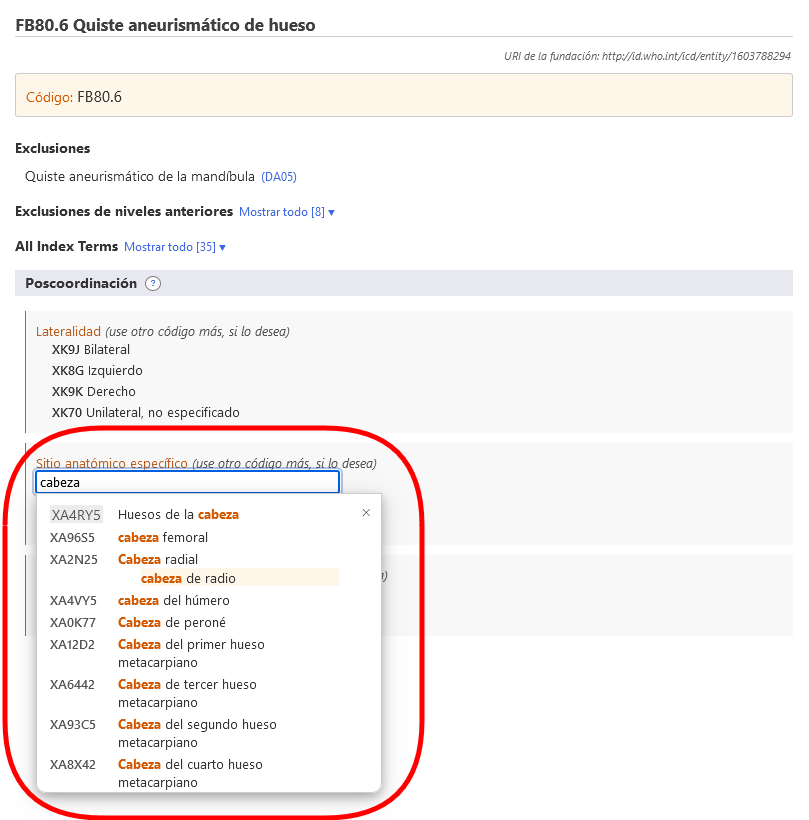 FB80.6 Quiste aneurismático de hueso
URI de la fundación: http://id.who.int/icd/entity/1603788294
Código: FB80.6
Exclusiones
Quiste aneurismático de la mandíbula (DA05)
Exclusiones de niveles anteriores Mostrar todo [8] ▾
All Index Terms Mostrar todo [35] ▾
Poscoordinación ?
Lateralidad (use otro código más, si lo desea)
XK9J Bilateral
XK8G Izquierdo
XK9K Derecho
XK70 Unilateral, no especificado
Sitio anatómico específico (use otro código más, si lo desea)
cabeza
XA4RY5 Huesos de la cabeza ×
XA96S5 cabeza femoral
XA2N25 Cabeza radial
cabeza de radio
XA4VY5 cabeza del húmero
XA0K77 Cabeza de peroné
XA12D2 Cabeza del primer hueso
metacarpiano
XA6442 Cabeza de tercer hueso
metacarpiano
XA93C5 Cabeza del segundo hueso
metacarpiano
XA8X42 Cabeza del cuarto hueso
metacarpiano